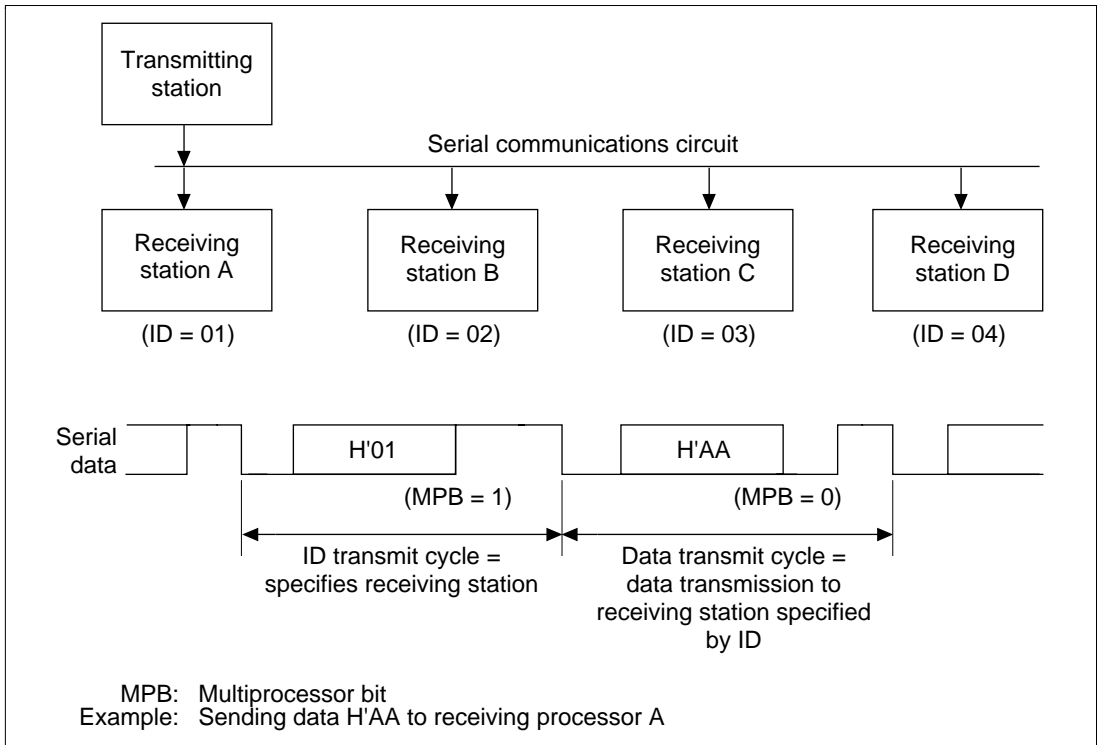 Transmitting
station
Serial communications circuit
Receiving
station A
Receiving
station B
Receiving
station C
Receiving
station D
(ID = 01)
(ID = 02)
(ID = 03)
(ID = 04)
Serial
data
H'01
H'AA
(MPB = 1)
(MPB = 0)
ID transmit cycle =
specifies receiving station
Data transmit cycle =
data transmission to
receiving station specified
by ID
MPB: Multiprocessor bit
Example: Sending data H'AA to receiving processor A